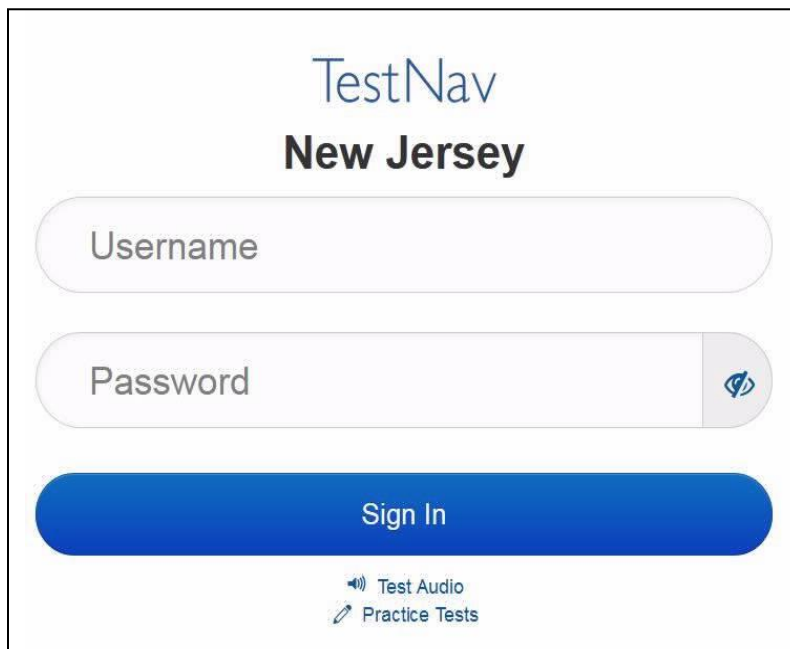 TestNav
New Jersey
Username
Password
Sign In
Test Audio
Practice Tests